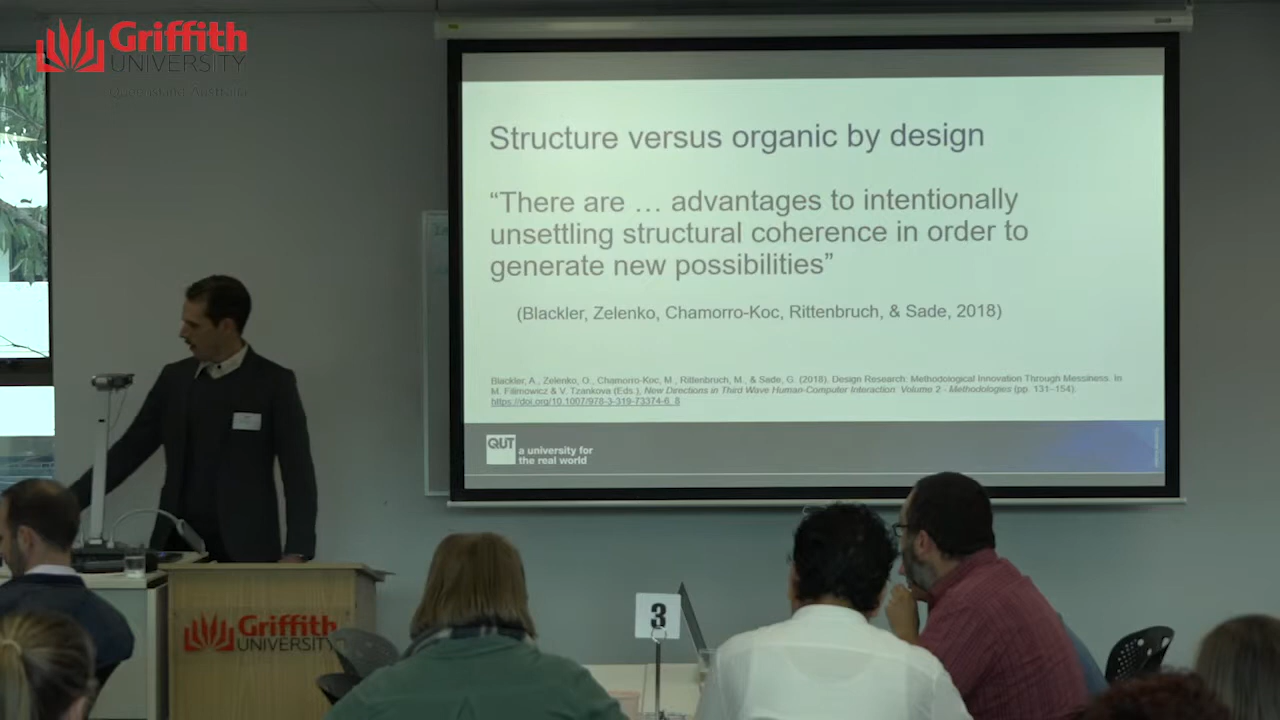 Griffith
UNIVERSITY
Queensland, Australia
Structure versus organic by design
“There are … advantages to intentionally
unsettling structural coherence in order to
generate new possibilities”
(Blackler, Zelenko, Chamorro-Koc, Rittenbruch, & Sade, 2018)
Blackler, A., Zelenko, O., Chamorro-Koc, M., Rittenbruch, M., & Sade, G. (2018). Design Research: Methodological Innovation Through Messiness. In
M. Filimowicz & V. Tzankova (Eds.), New Directions in Third Wave Human-Computer Interaction: Volume 2 - Methodologies (pp. 131–154).
https://doi.org/10.1007/978-3-319-73374-6_8
QUT
a university for
the real world
3
Griffith
UNIVERSITY